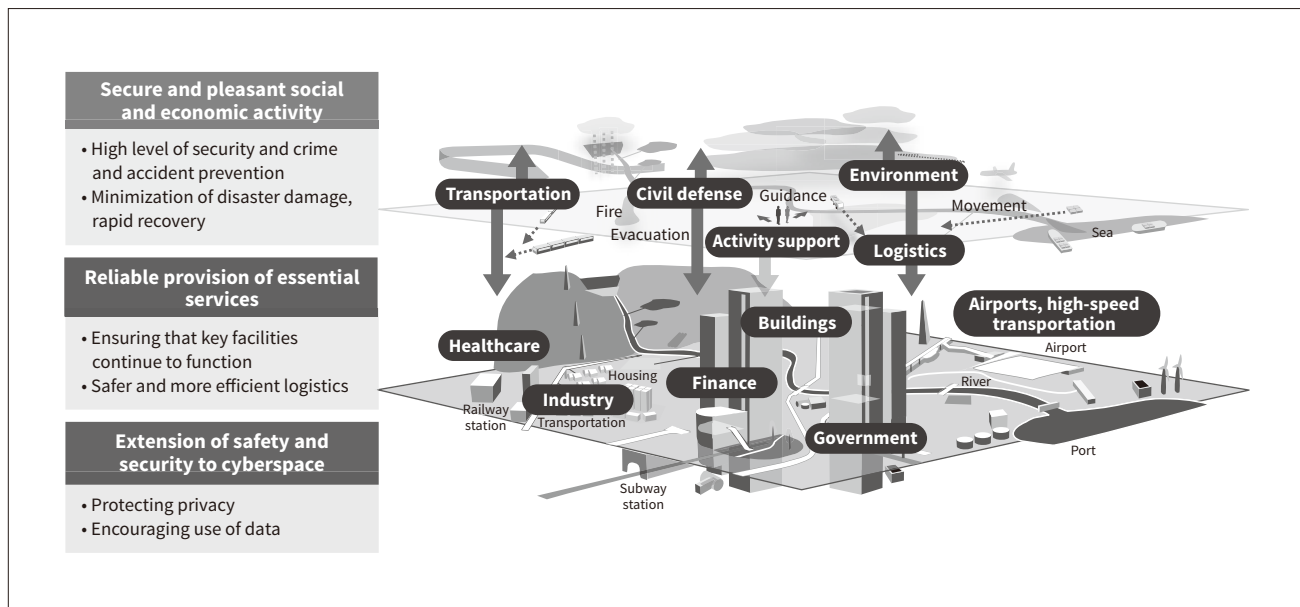 Secure and pleasant social
and economic activity
• High level of security and crime
and accident prevention
• Minimization of disaster damage,
rapid recovery
Reliable provision of essential
services
• Ensuring that key facilities
continue to function
• Safer and more efficient logistics
Extension of safety and
security to cyberspace
• Protecting privacy
• Encouraging use of data
Transportation
Civil defense
Environment
Guidance
Movement
Fire
Evacuation
Activity support
Logistics
Sea
Airports, high-speed
transportation
Buildings
Healthcare
Airport
Housing
Finance
River
Industry
Railway
station
Transportation
Government
Port
Subway
station